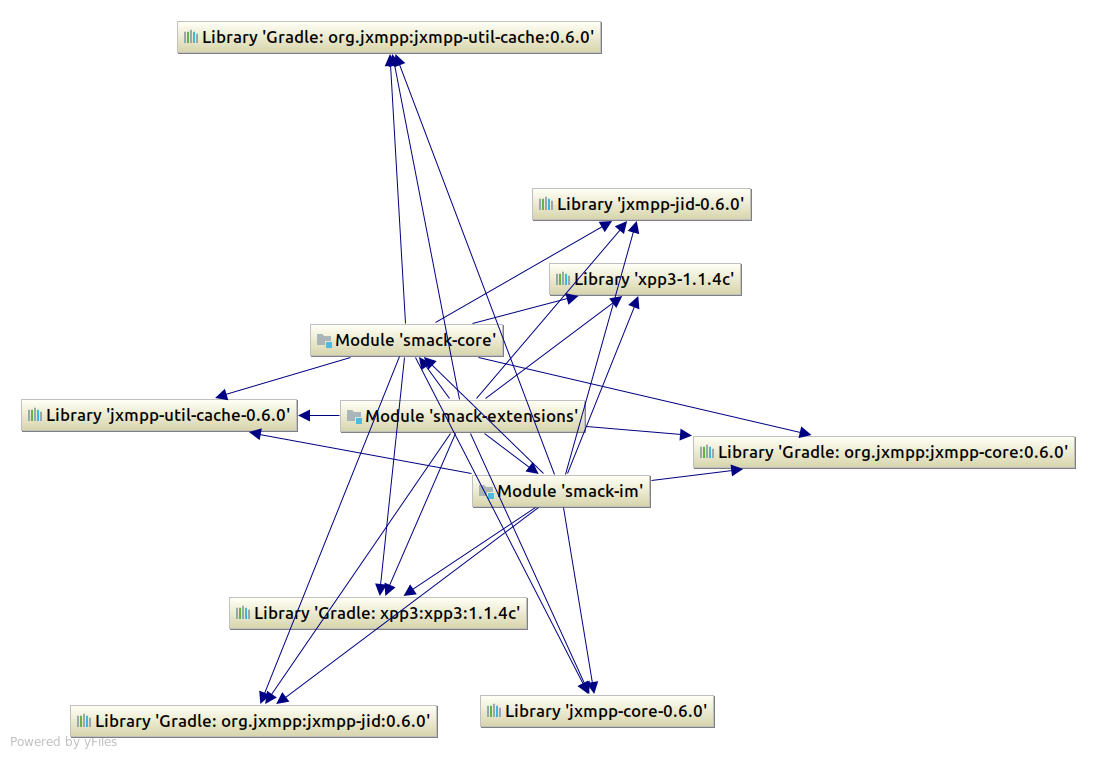 Library 'Gradle: org.jxmpp:jxmpp-util-cache:0.6.0'
Library 'jxmpp-jid-0.6.0'
Library 'xpp3-1.1.4c'
Module 'smack-core'
Library 'jxmpp-util-cache-0.6.0'
Module 'smack-extensions'
Library 'Gradle: org.jxmpp:jxmpp-core:0.6.0'
Module 'smack-im'
Library 'Gradle: xpp3:xpp3:1.1.4c'
Library 'jxmpp-core-0.6.0'
Library 'Gradle: org.jxmpp:jxmpp-jid:0.6.0'
Powered by yFiles